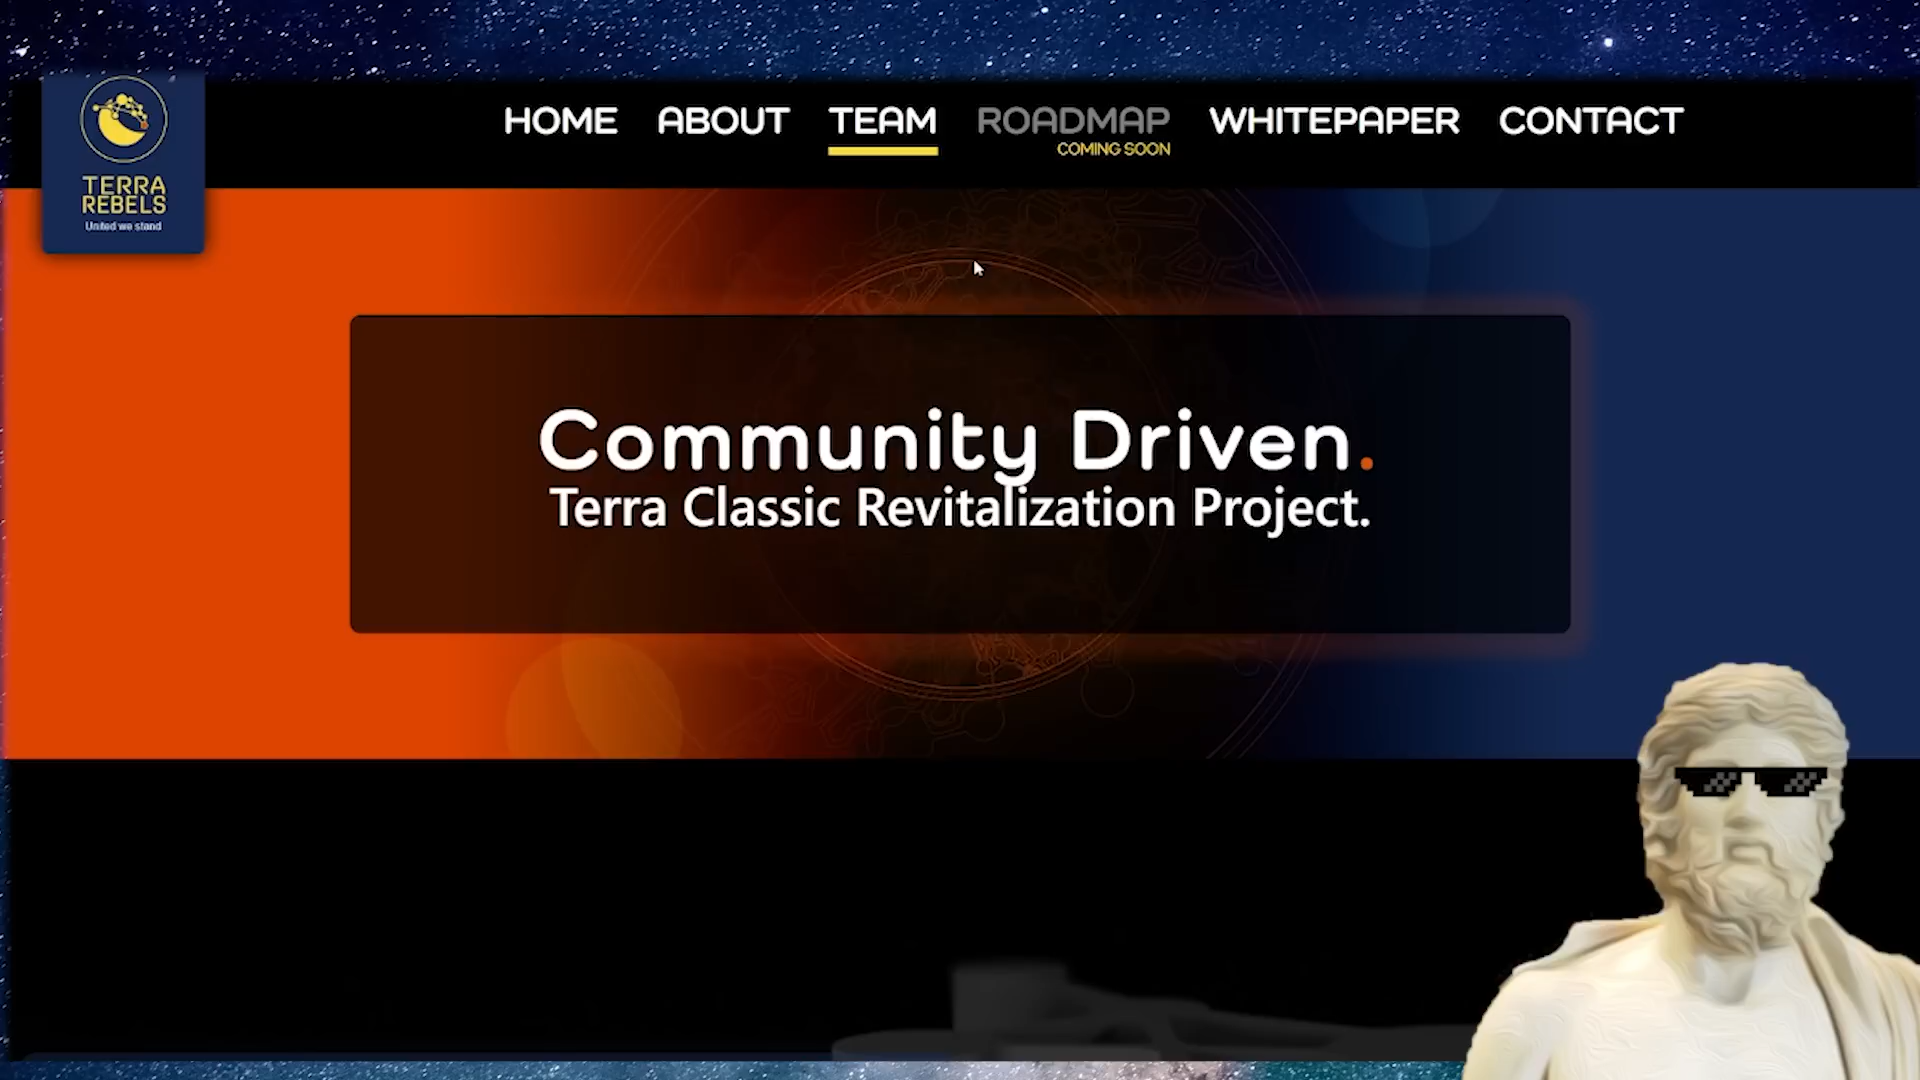 TERRA
REBELS
United we stand
HOME ABOUT TEAM ROADMAP WHITEPAPER CONTACT
COMING SOON
Community Driven.
Terra Classic Revitalization Project.